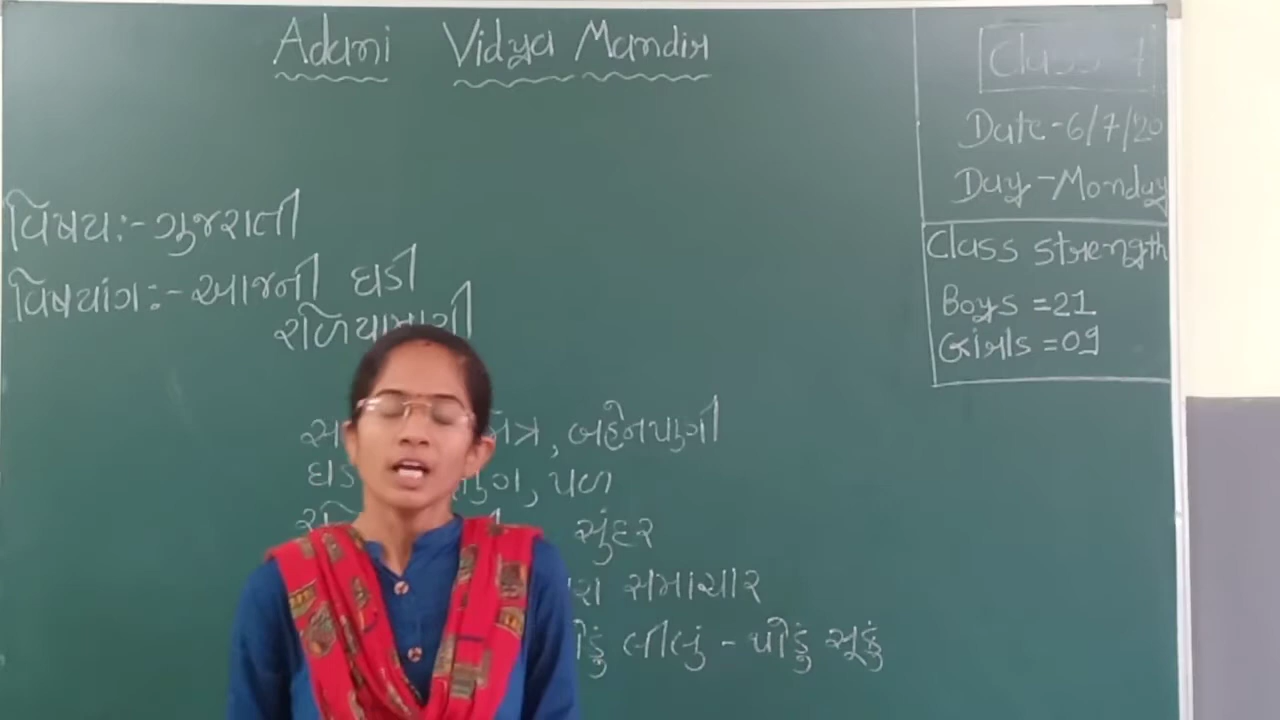 Adani Vidya Mandir
Class
Date-6/7/20
Day-Monday
Class strength
Boys =21
Girls =09
વિષય:-ગુજરાતી
વિષયાંગ:-આજની ઘડી
રળિયામણી
બહેનપણી
પળ
સુંદર
સમાચાર
લીલું - પીડું સૂકું